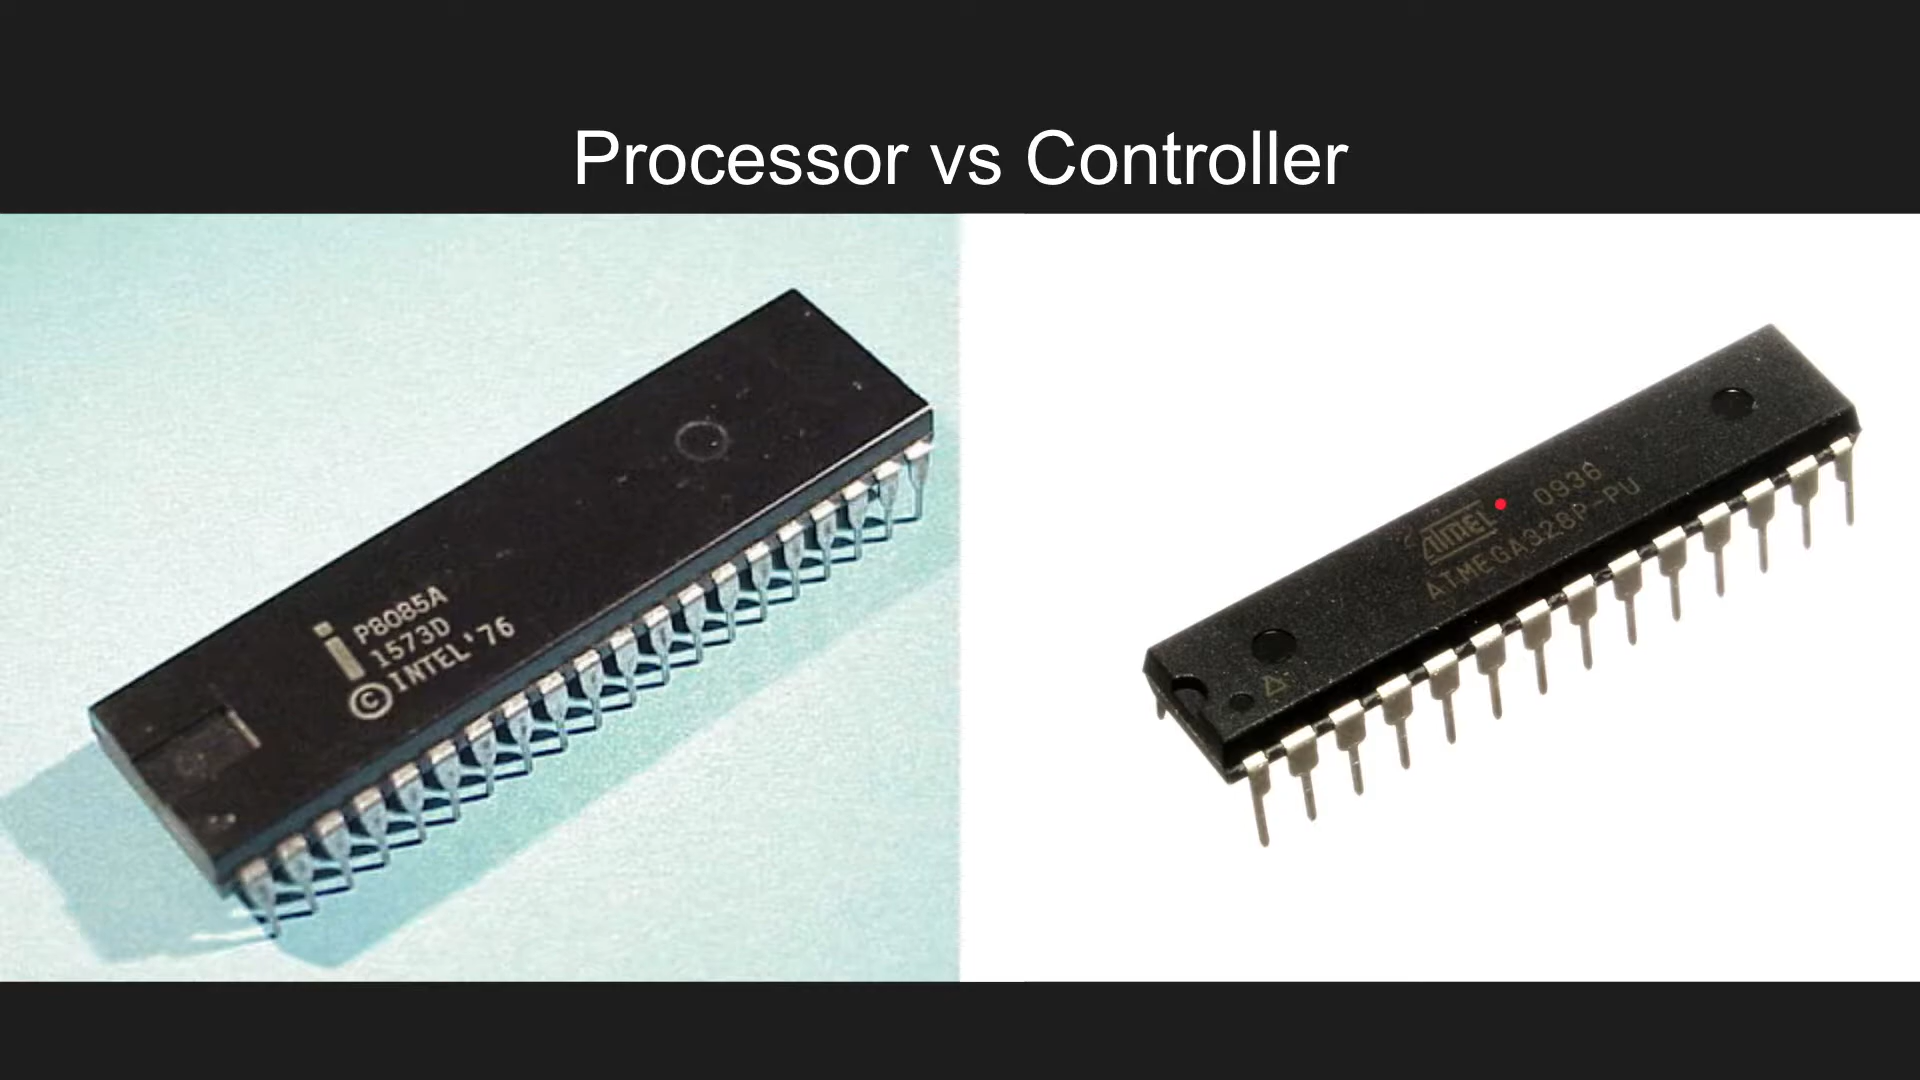 Processor vs Controller
i P8085A
1573D
© INTEL '76
ATMEL 0936
ATMEGA328P-PU